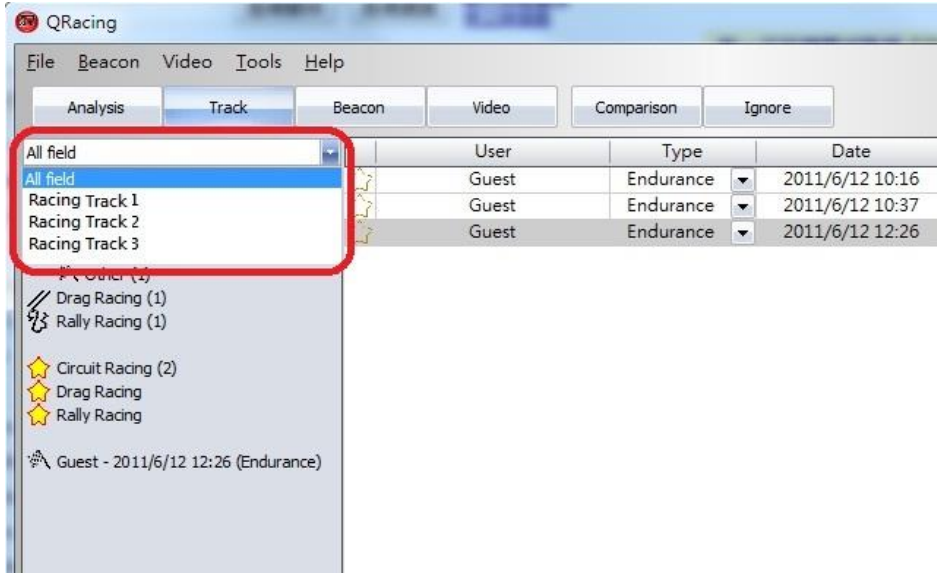 QRacing
File Beacon Video Tools Help
Analysis Track Beacon Video Comparison Ignore
All field User Type Date
All field Guest Endurance 2011/6/12 10:16
Racing Track 1 Guest Endurance 2011/6/12 10:37
Racing Track 2
Racing Track 3 Guest Endurance 2011/6/12 12:26
Other (1)
Drag Racing (1)
Rally Racing (1)
Circuit Racing (2)
Drag Racing
Rally Racing
Guest - 2011/6/12 12:26 (Endurance)